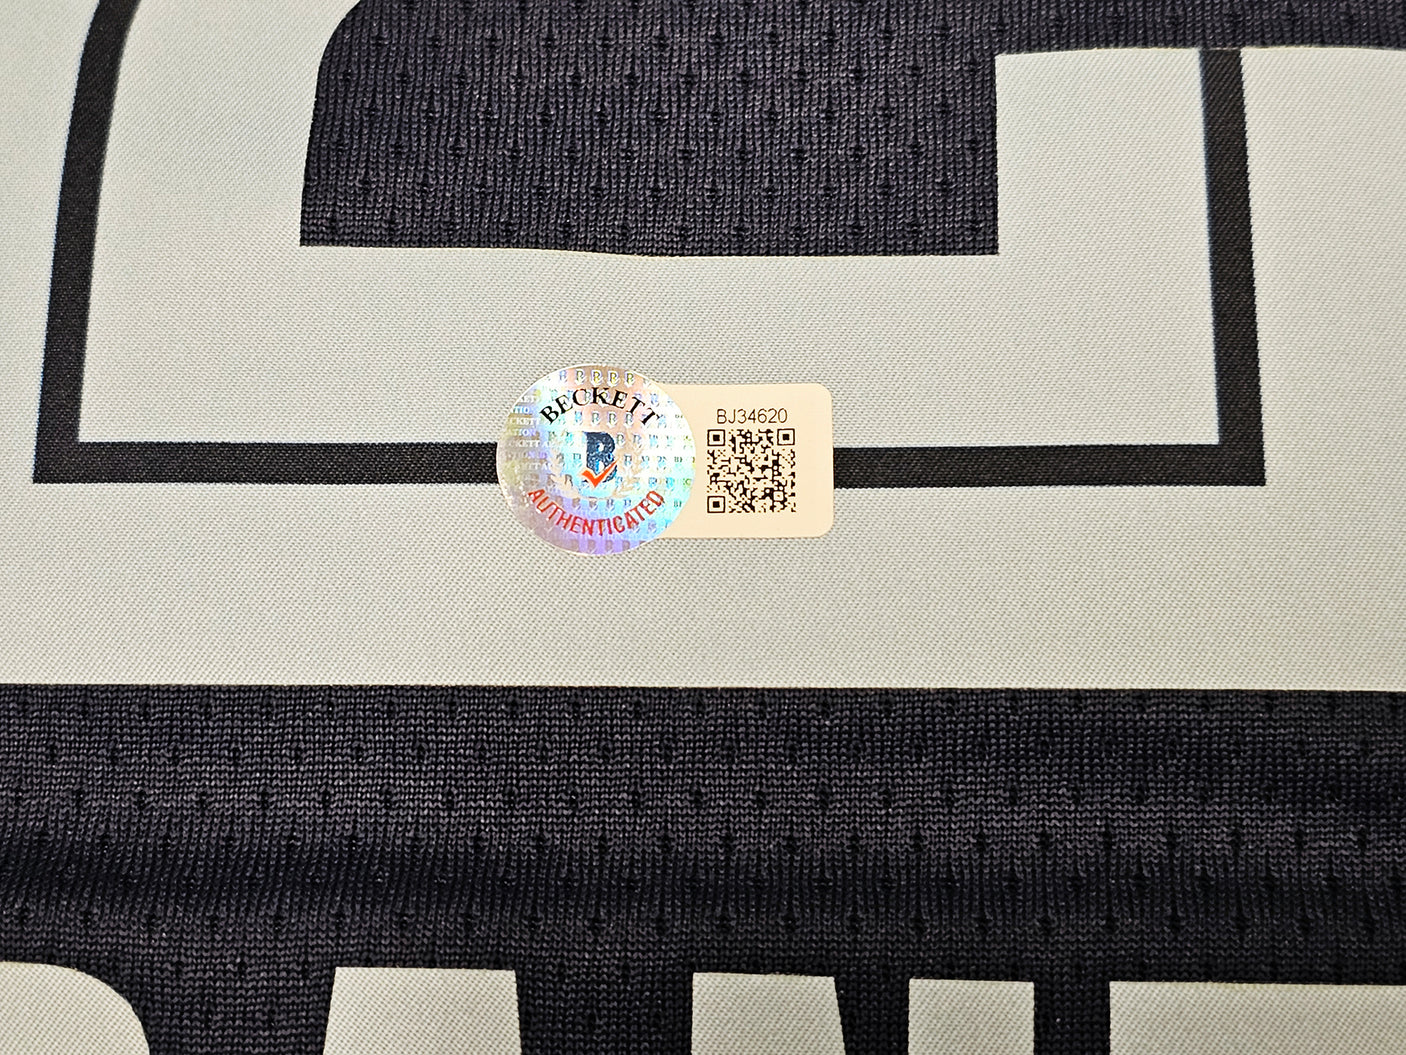 BECKETT
B
AUTHENTICATED
BJ34620